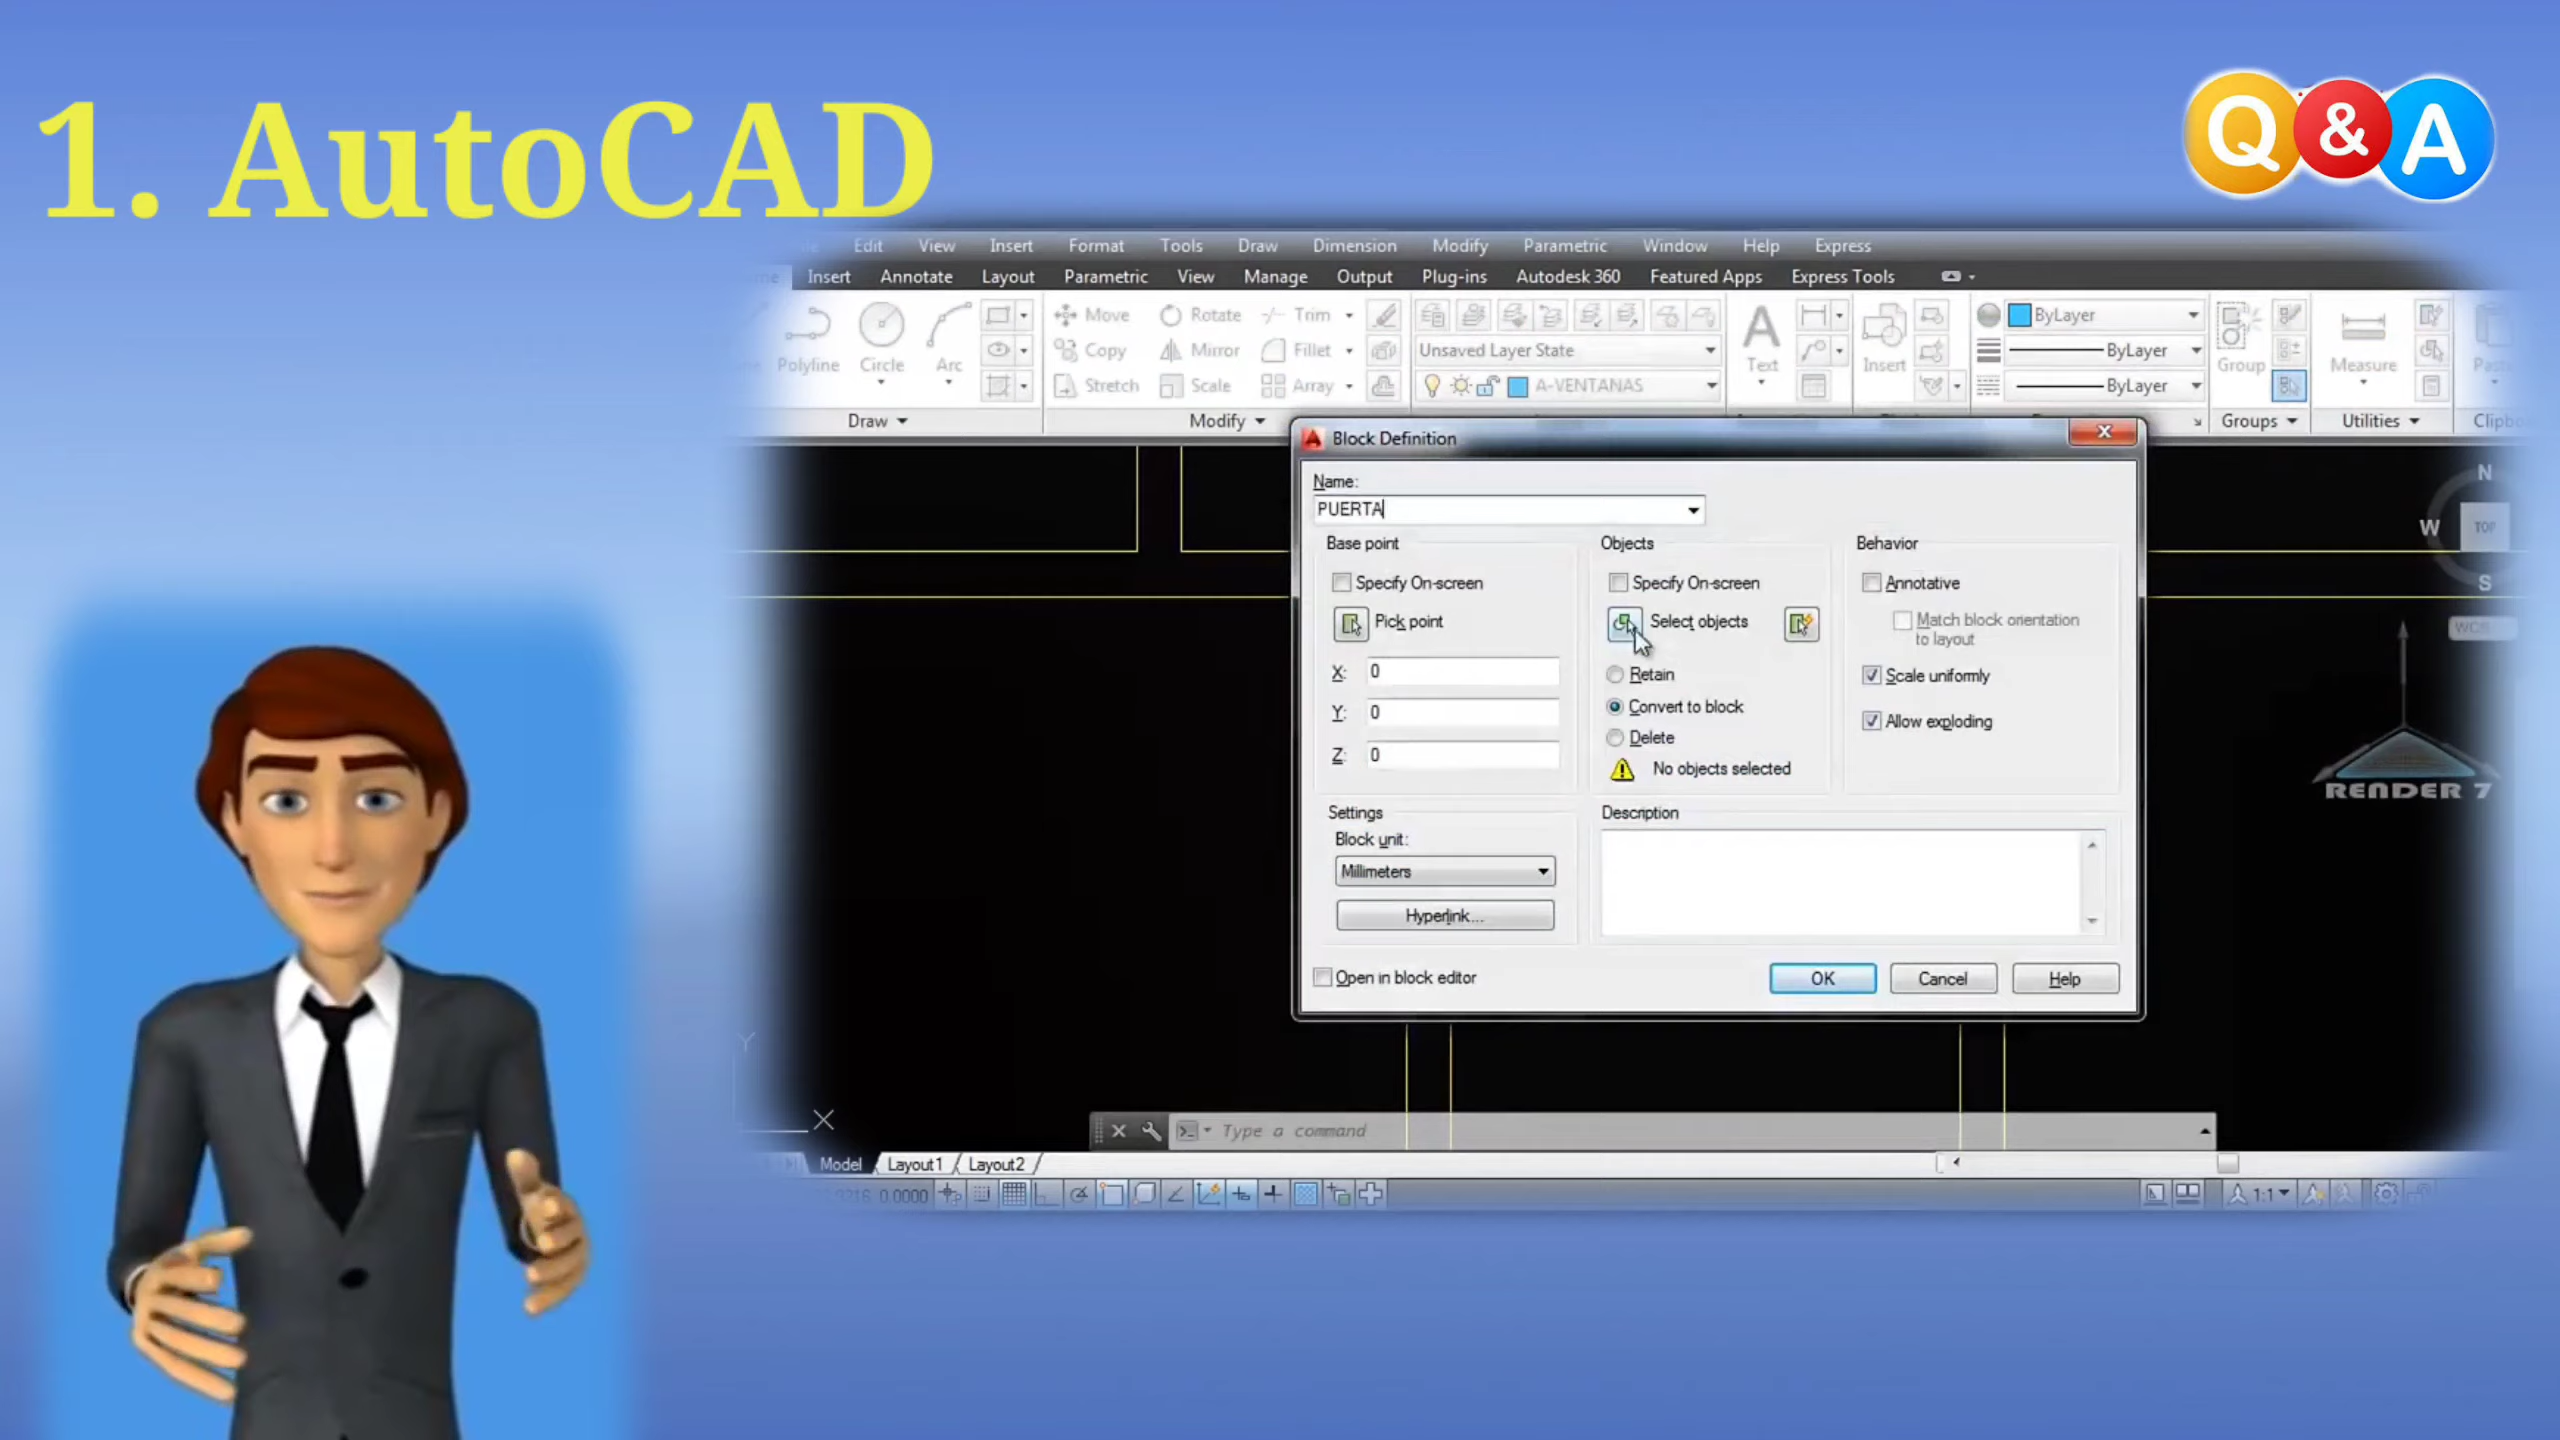 1. AutoCAD
Q&A
Edit View Insert Format Tools Draw Dimension Modify Parametric Window Help Express
Insert Annotate Layout Parametric View Manage Output Plug-ins Autodesk 360 Featured Apps Express Tools
Move Rotate Trim ByLayer
Copy Mirror Fillet Unsaved Layer State ByLayer
Polyline Circle Arc Text Insert Group Measure
Stretch Scale Array A-VENTANAS ByLayer
Draw Modify Groups Utilities
Block Definition
Name:
PUERTA
Base point Objects Behavior
Specify On-screen Specify On-screen Annotative
Pick point Select objects Match block orientation
to layout
X: 0 Retain Scale uniformly
Y: 0 Convert to block Allow exploding
Z: 0 Delete
No objects selected
Settings Description
Block unit:
Millimeters
Hyperlink...
Open in block editor OK Cancel Help
N
W TOP
S
WCS
RENDER 7
Y
X
Type a command
Model Layout1 Layout2
0.0000 1:1